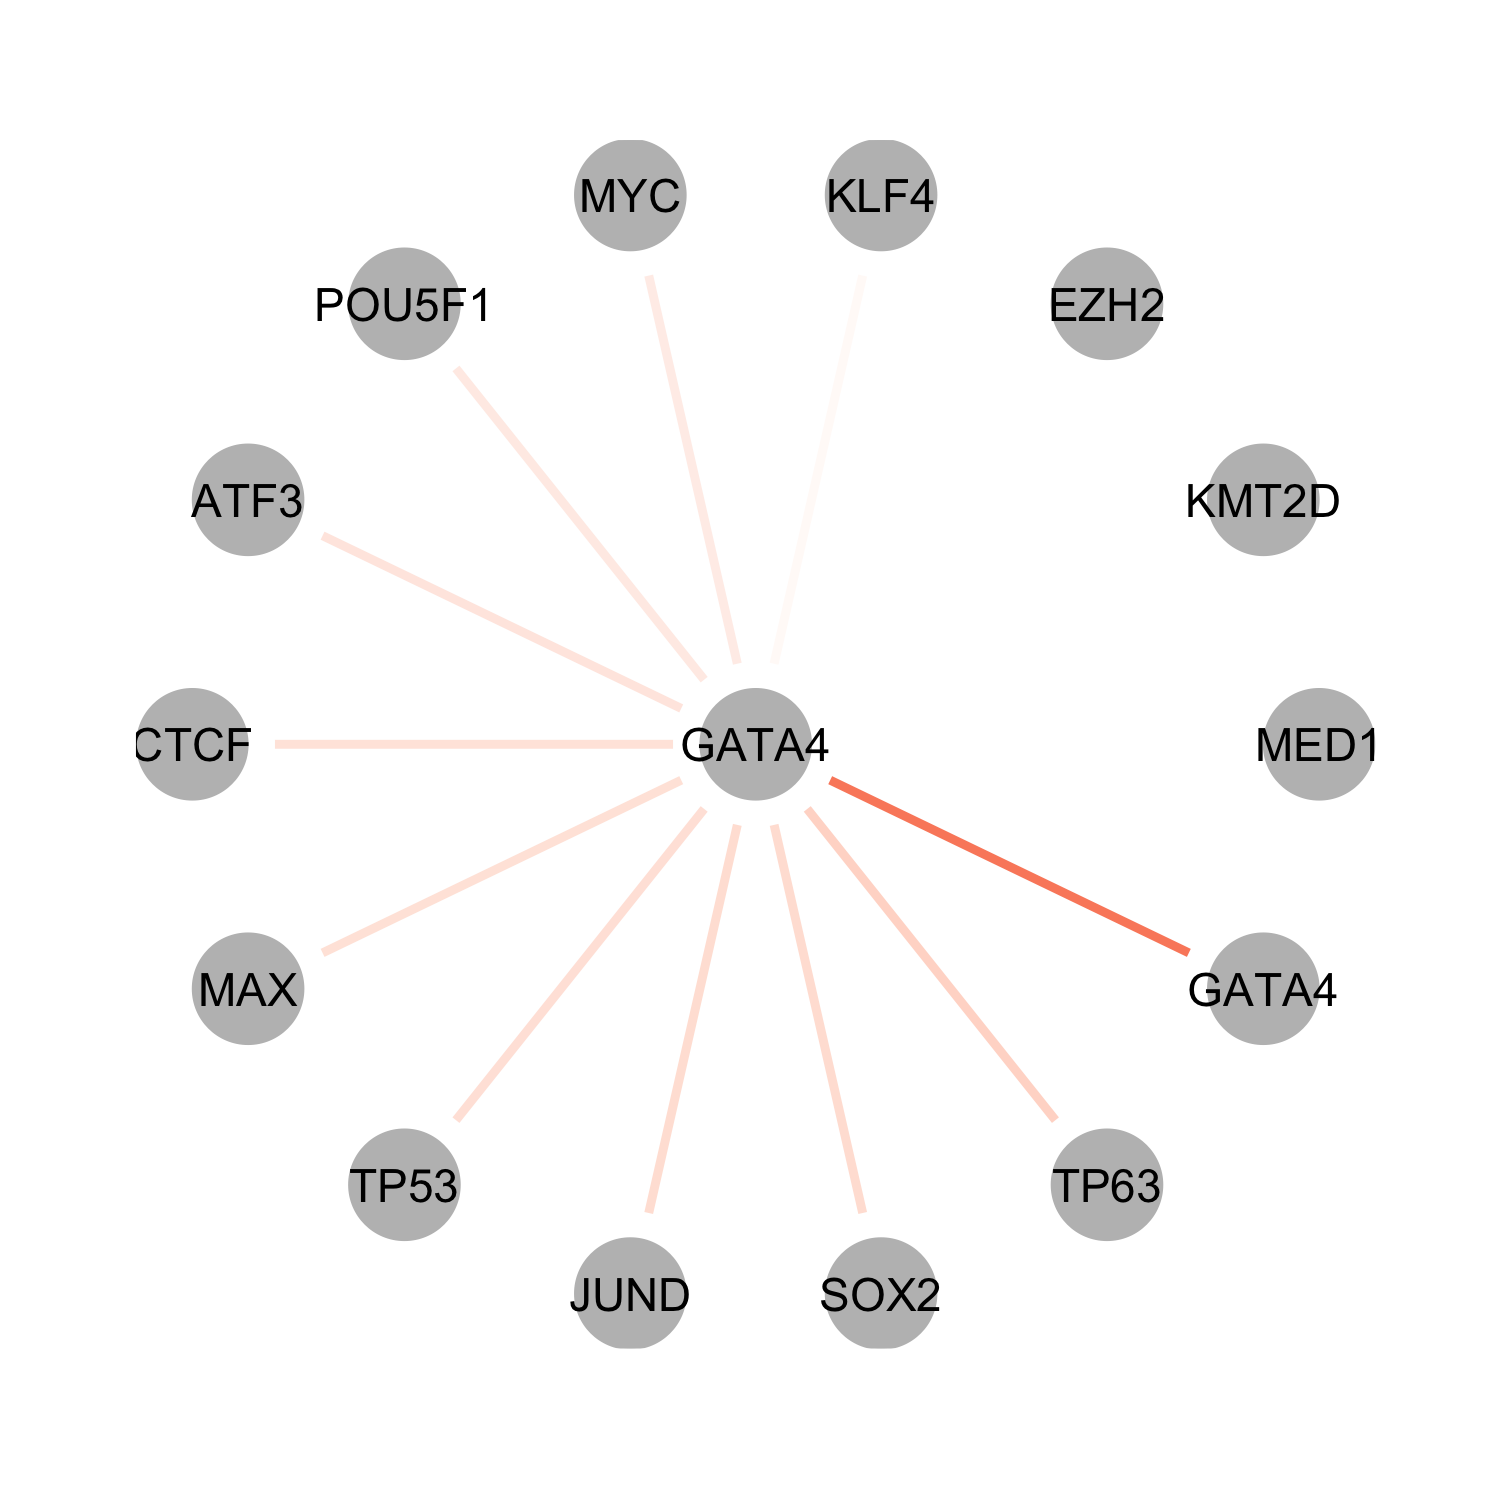 MYC
KLF4
POU5F1
EZH2
ATF3
KMT2D
CTCF
GATA4
MED1
MAX
GATA4
TP53
TP63
JUND
SOX2